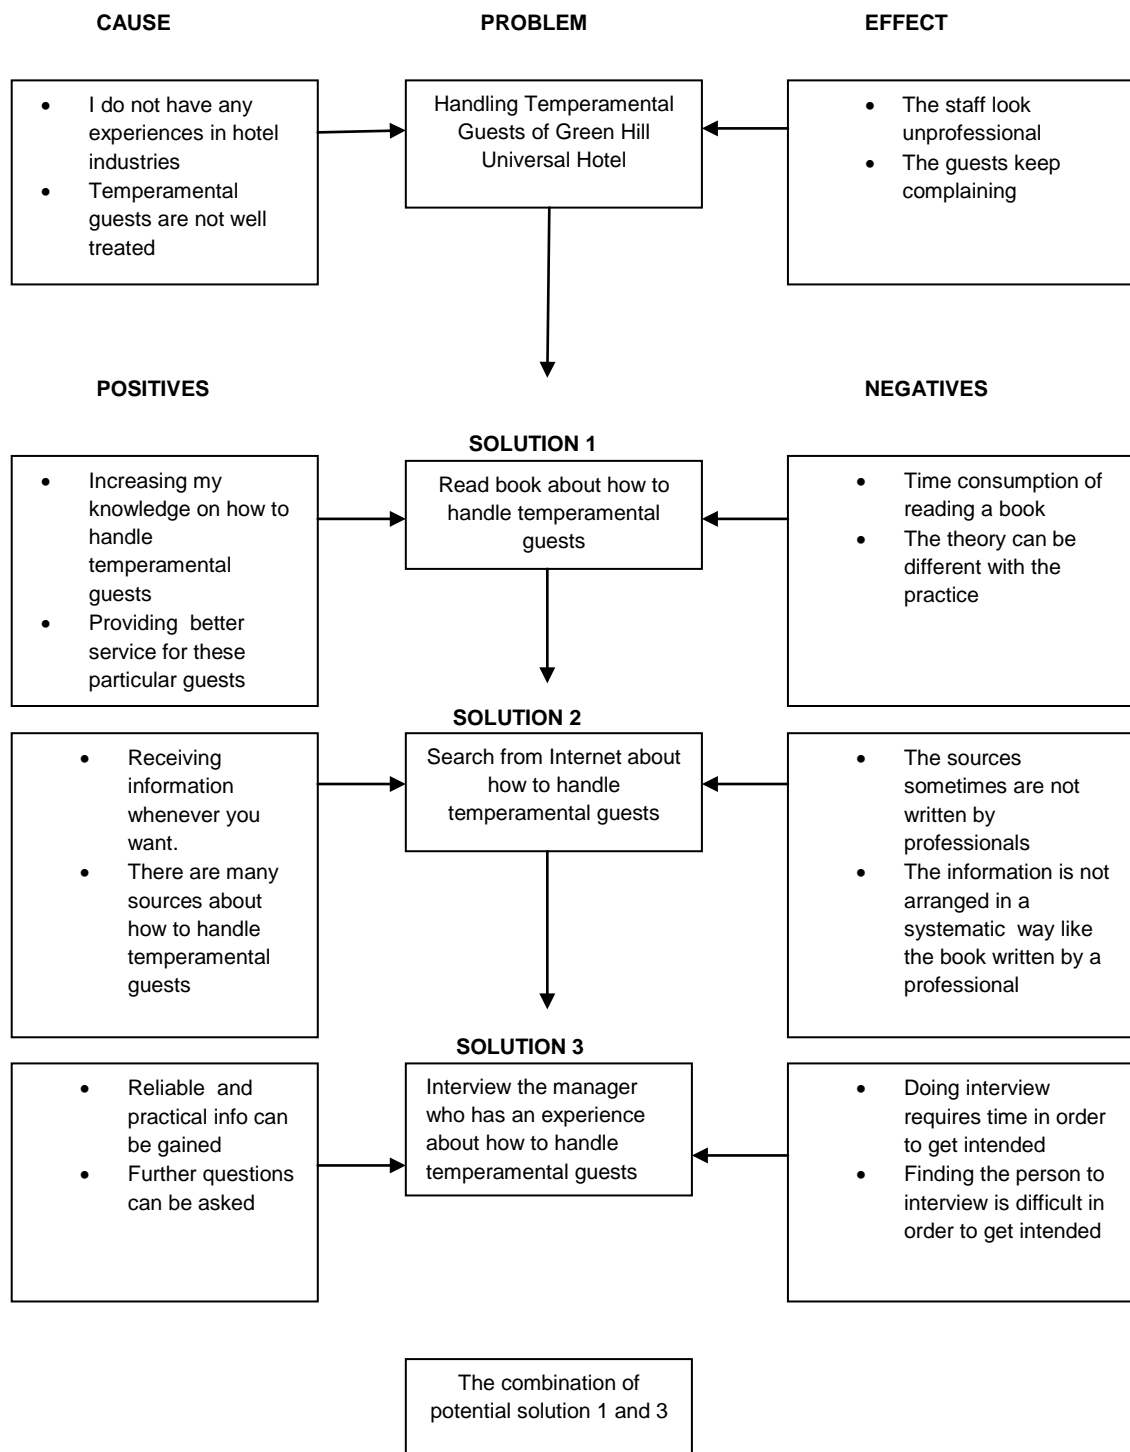 CAUSE
PROBLEM
EFFECT
• I do not have any
experiences in hotel
industries
• Temperamental
guests are not well
treated
Handling Temperamental
Guests of Green Hill
Universal Hotel
• The staff look
unprofessional
• The guests keep
complaining
POSITIVES
NEGATIVES
SOLUTION 1
• Increasing my
knowledge on how to
handle
temperamental
guests
• Providing better
service for these
particular guests
Read book about how to
handle temperamental
guests
• Time consumption of
reading a book
• The theory can be
different with the
practice
SOLUTION 2
• Receiving
information
whenever you
want.
• There are many
sources about
how to handle
temperamental
guests
Search from Internet about
how to handle
temperamental guests
• The sources
sometimes are not
written by
professionals
• The information is not
arranged in a
systematic way like
the book written by a
professional
SOLUTION 3
• Reliable and
practical info can
be gained
• Further questions
can be asked
Interview the manager
who has an experience
about how to handle
temperamental guests
• Doing interview
requires time in order
to get intended
• Finding the person to
interview is difficult in
order to get intended
The combination of
potential solution 1 and 3